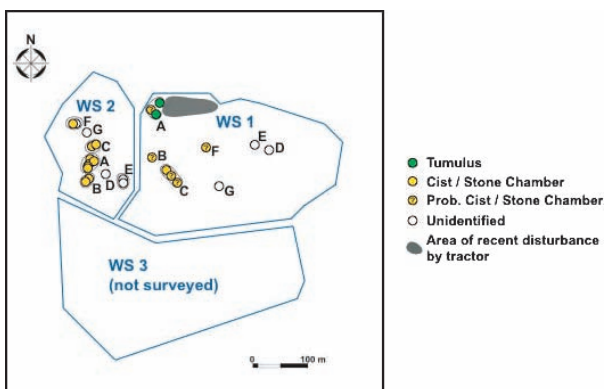 N
WS 2
F
G
C
A
D
E
B
A
WS 1
B
F
E
D
C
G
WS 3
(not surveyed)
0
100 m
Tumulus
Cist / Stone Chamber
? Prob. Cist / Stone Chamber
Unidentified
Area of recent disturbance
by tractor